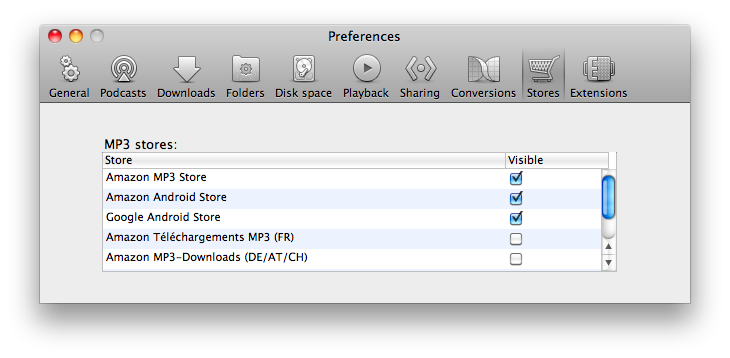 Preferences
General Podcasts Downloads Folders Disk space Playback Sharing Conversions Stores Extensions
MP3 stores:
Store Visible
Amazon MP3 Store
Amazon Android Store
Google Android Store
Amazon Téléchargements MP3 (FR)
Amazon MP3-Downloads (DE/AT/CH)